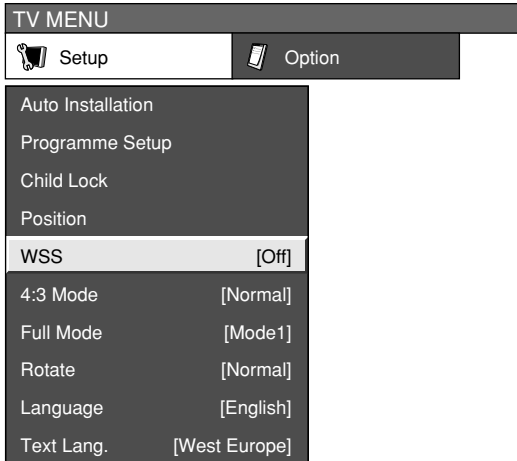 TV MENU
Setup Option
Auto Installation
Programme Setup
Child Lock
Position
WSS [Off]
4:3 Mode [Normal]
Full Mode [Mode1]
Rotate [Normal]
Language [English]
Text Lang. [West Europe]